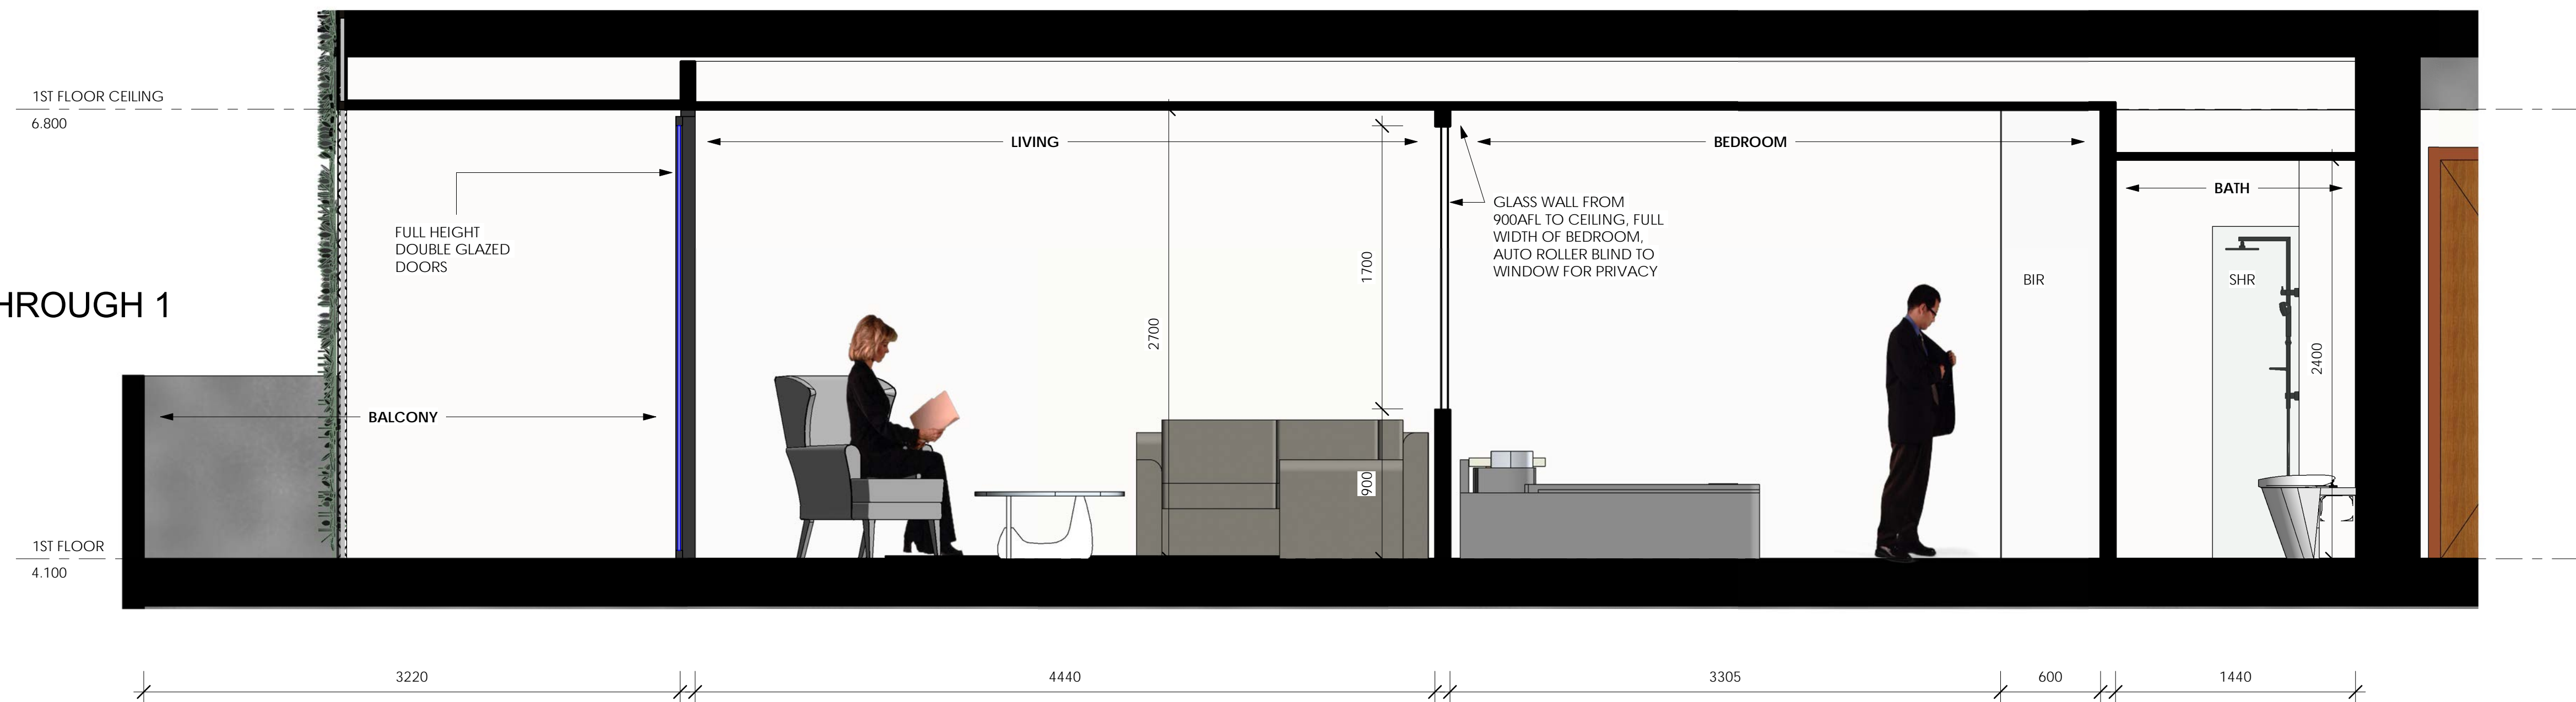 1ST FLOOR CEILING
6.800
LIVING
BEDROOM
BATH
FULL HEIGHT
DOUBLE GLAZED
DOORS
GLASS WALL FROM
900AFL TO CEILING, FULL
WIDTH OF BEDROOM,
AUTO ROLLER BLIND TO
WINDOW FOR PRIVACY
1700
BIR
SHR
HROUGH 1
2700
2400
BALCONY
900
1ST FLOOR
4.100
3220
4440
3305
600
1440